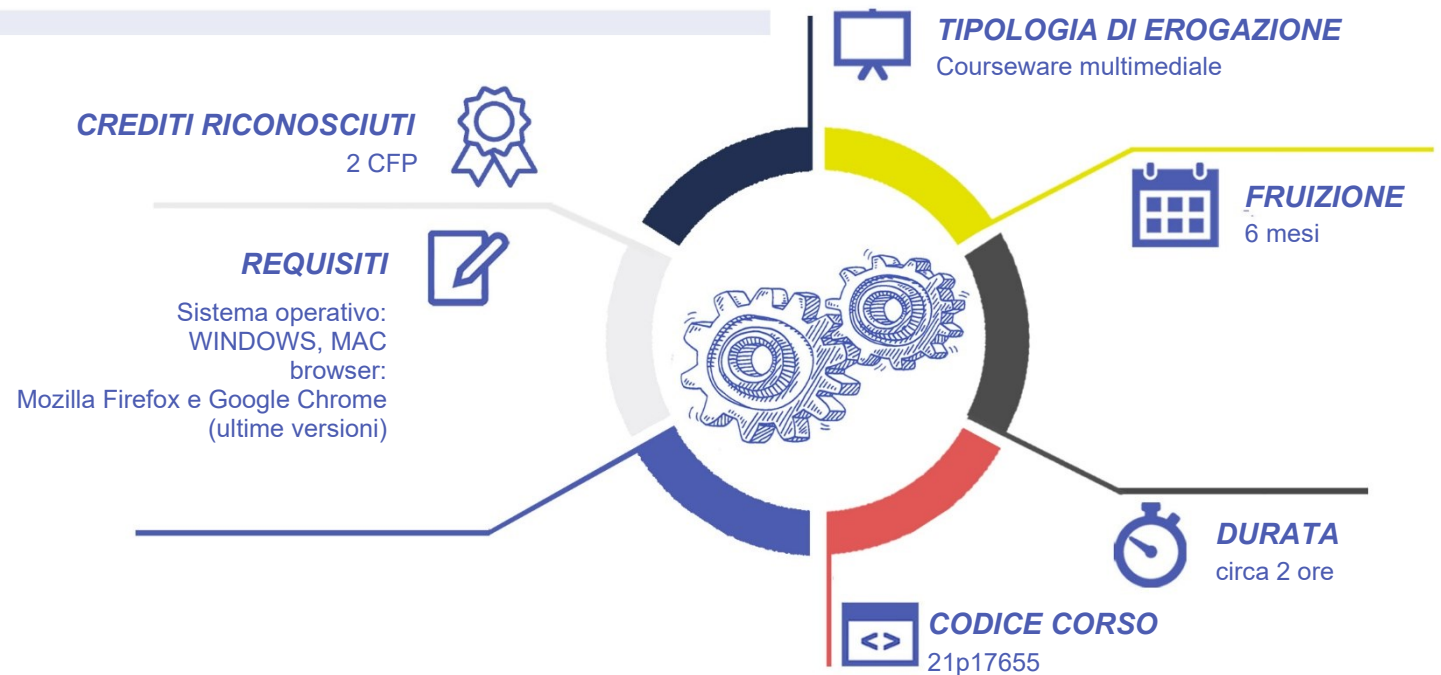 TIPOLOGIA DI EROGAZIONE
Courseware multimediale
CREDITI RICONOSCIUTI
2 CFP
FRUIZIONE
6 mesi
REQUISITI
Sistema operativo:
WINDOWS, MAC
browser:
Mozilla Firefox e Google Chrome
(ultime versioni)
DURATA
circa 2 ore
<>
CODICE CORSO
21p17655